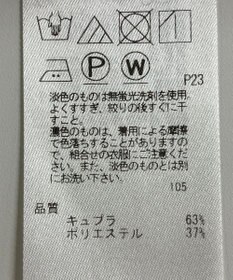 P W
P23
淡色のものは無蛍光洗剤を使用、
よくすすぎ、絞りの後すぐに干
すこと。
濃色のものは、着用による摩擦
で色落ちすることがありますの
で、組合せの衣服にご注意くだ
さい。また、淡色のものとは別
にお洗い下さい。
105
品質
キュプラ 63%
ポリエステル 37%